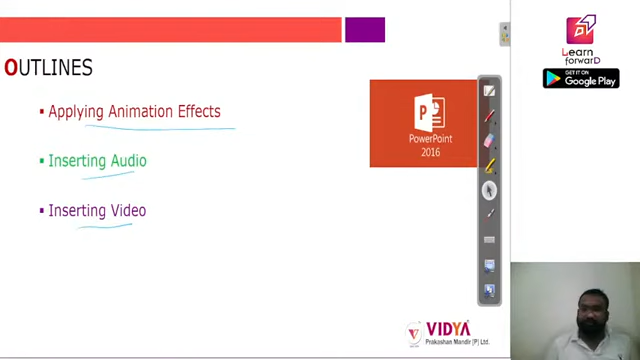 OUTLINES
▪ Applying Animation Effects
▪ Inserting Audio
▪ Inserting Video
P
PowerPoint
2016
Learn
forwarD
GET IT ON
Google Play
VIDYA
Prakashan Mandir [P] Ltd.